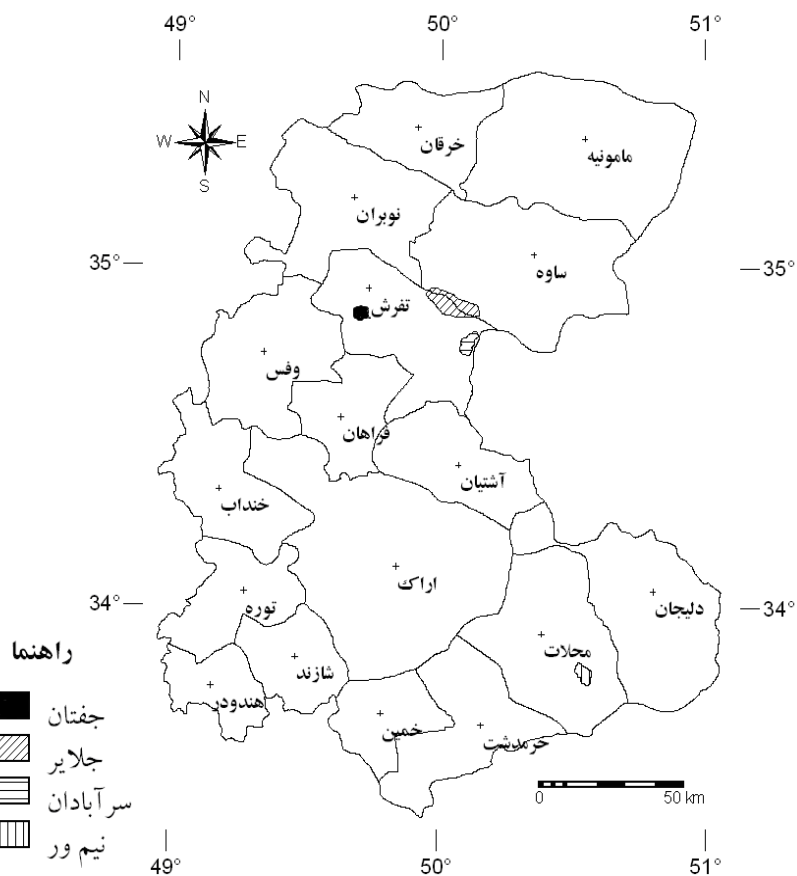 49° 50° 51°
N
W E
S
خرقان
مامونیه
نوبران
ساوه
35° 35°
تفرش
وفس
فراهان
آشتیان
خنداب
اراک
34° 34°
توره
دلیجان
محلات
شازند
هندودر
خمین
خرمدشت
راهنما
جفتان
جلایر
سرآبادان
نیم ور
0 50 km
49° 50° 51°